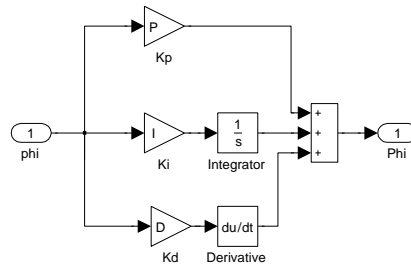 P
Kp
+
1
phi
I
Ki
1
s
Integrator
+
1
Phi
D
Kd
du/dt
Derivative
+